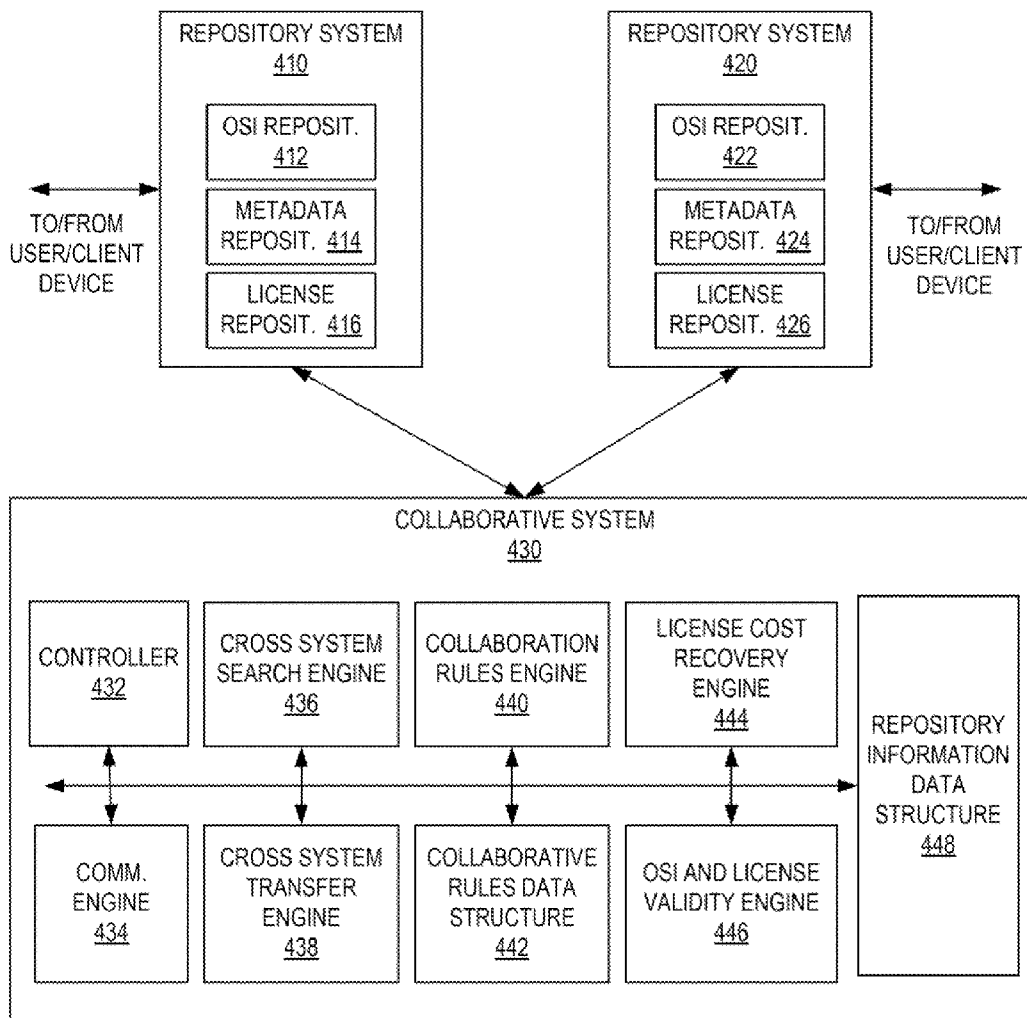 REPOSITORY SYSTEM
410
OSI REPOSIT.
412
METADATA
REPOSIT. 414
LICENSE
REPOSIT. 416
TO/FROM
USER/CLIENT
DEVICE
REPOSITORY SYSTEM
420
OSI REPOSIT.
422
METADATA
REPOSIT. 424
LICENSE
REPOSIT. 426
TO/FROM
USER/CLIENT
DEVICE
COLLABORATIVE SYSTEM
430
CONTROLLER
432
CROSS SYSTEM
SEARCH ENGINE
436
COLLABORATION
RULES ENGINE
440
LICENSE COST
RECOVERY
ENGINE
444
REPOSITORY
INFORMATION
DATA
STRUCTURE
448
COMM.
ENGINE
434
CROSS SYSTEM
TRANSFER
ENGINE
438
COLLABORATIVE
RULES DATA
STRUCTURE
442
OSI AND LICENSE
VALIDITY ENGINE
446